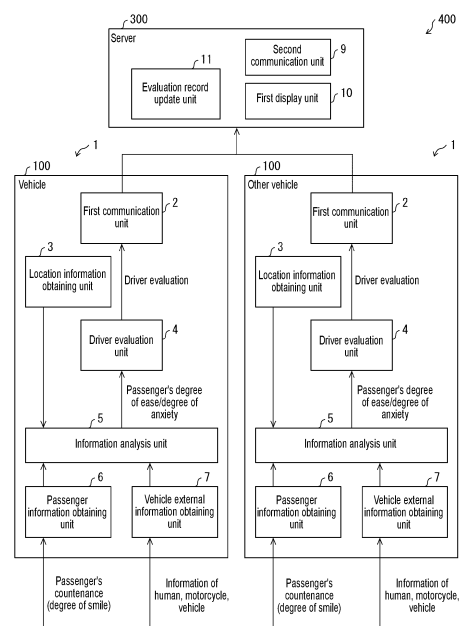 300
400
Server
Second
communication unit
9
11
Evaluation record
update unit
First display unit
10
1
1
100
Vehicle
First communication
unit
2
3
Location information
obtaining unit
Driver evaluation
Driver evaluation
unit
4
Passenger's degree
of ease/degree of
anxiety
5
Information analysis unit
6
Passenger
information obtaining
unit
7
Vehicle external
information obtaining
unit
Passenger's
countenance
(degree of smile)
Information of
human, motorcycle,
vehicle
100
Other vehicle
First communication
unit
2
3
Location information
obtaining unit
Driver evaluation
Driver evaluation
unit
4
Passenger's degree
of ease/degree of
anxiety
5
Information analysis unit
6
Passenger
information obtaining
unit
7
Vehicle external
information obtaining
unit
Passenger's
countenance
(degree of smile)
Information of
human, motorcycle,
vehicle